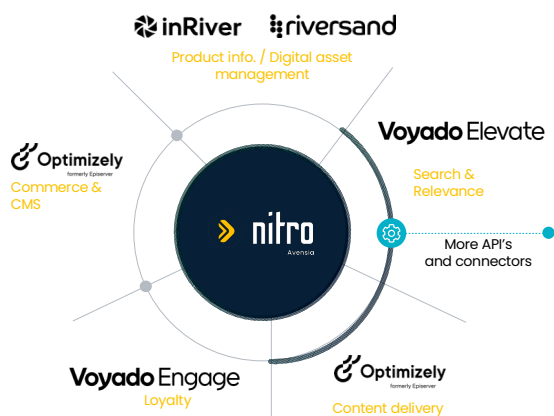 inRiver
riversand
Product info. / Digital asset
management
Voyado Elevate
Search &
Relevance
Optimizely
formerly Episerver
Commerce &
CMS
nitro
Avensia
More API's
and connectors
Voyado Engage
Loyalty
Optimizely
formerly Episerver
Content delivery